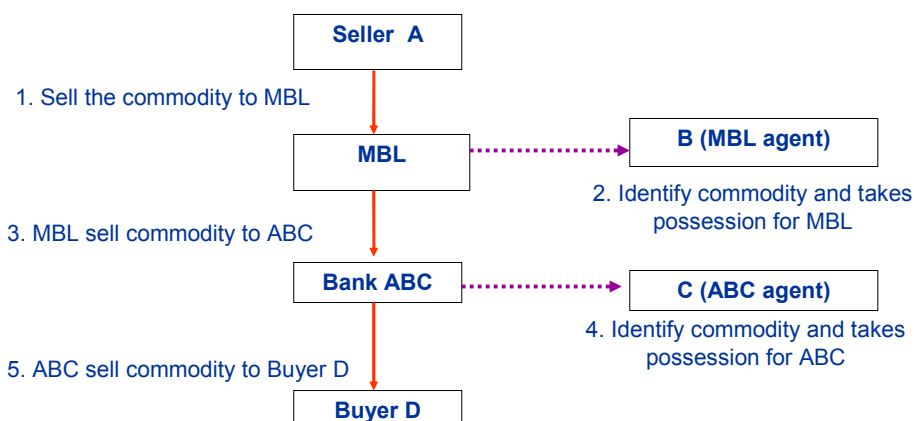 Seller A
1. Sell the commodity to MBL
MBL
B (MBL agent)
2. Identify commodity and takes
possession for MBL
3. MBL sell commodity to ABC
Bank ABC
C (ABC agent)
4. Identify commodity and takes
possession for ABC
5. ABC sell commodity to Buyer D
Buyer D